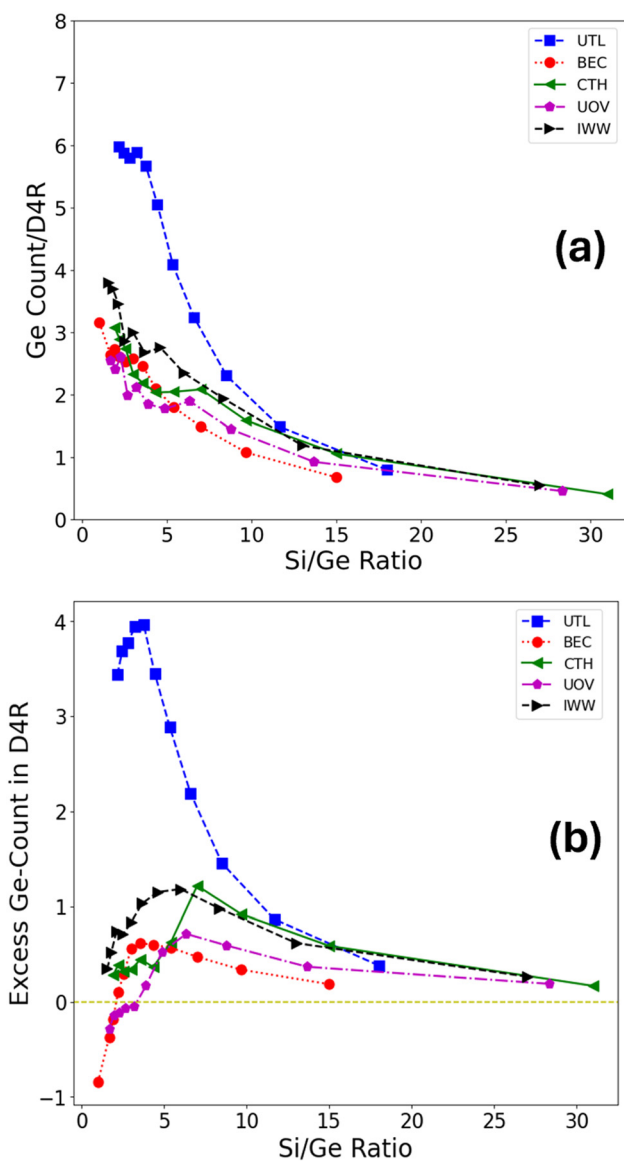 8
7
6
5
4
3
2
1
0
Ge Count/D4R
UTL
BEC
CTH
UOV
IWW
(a)
0 5 10 15 20 25 30
Si/Ge Ratio
4
3
2
1
0
−1
Excess Ge-Count in D4R
UTL
BEC
CTH
UOV
IWW
(b)
0 5 10 15 20 25 30
Si/Ge Ratio